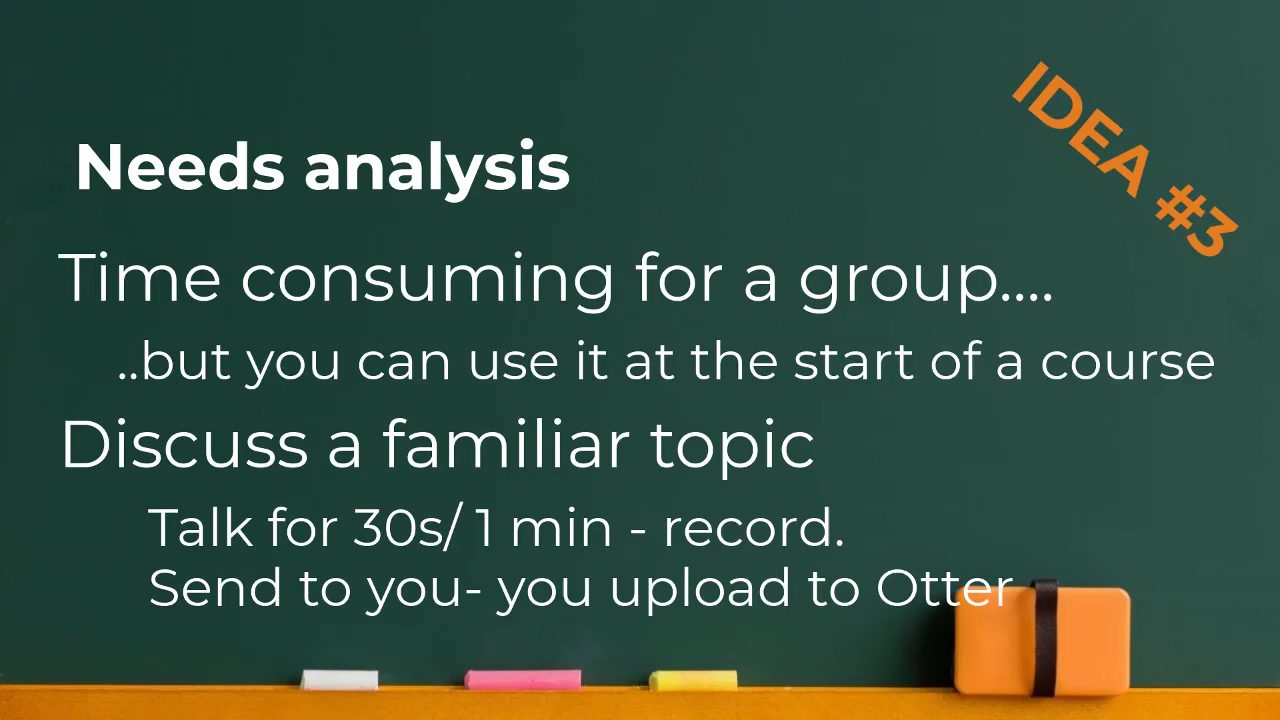 IDEA #3
Needs analysis
Time consuming for a group....
..but you can use it at the start of a course
Discuss a familiar topic
Talk for 30s/ 1 min - record.
Send to you- you upload to Otter